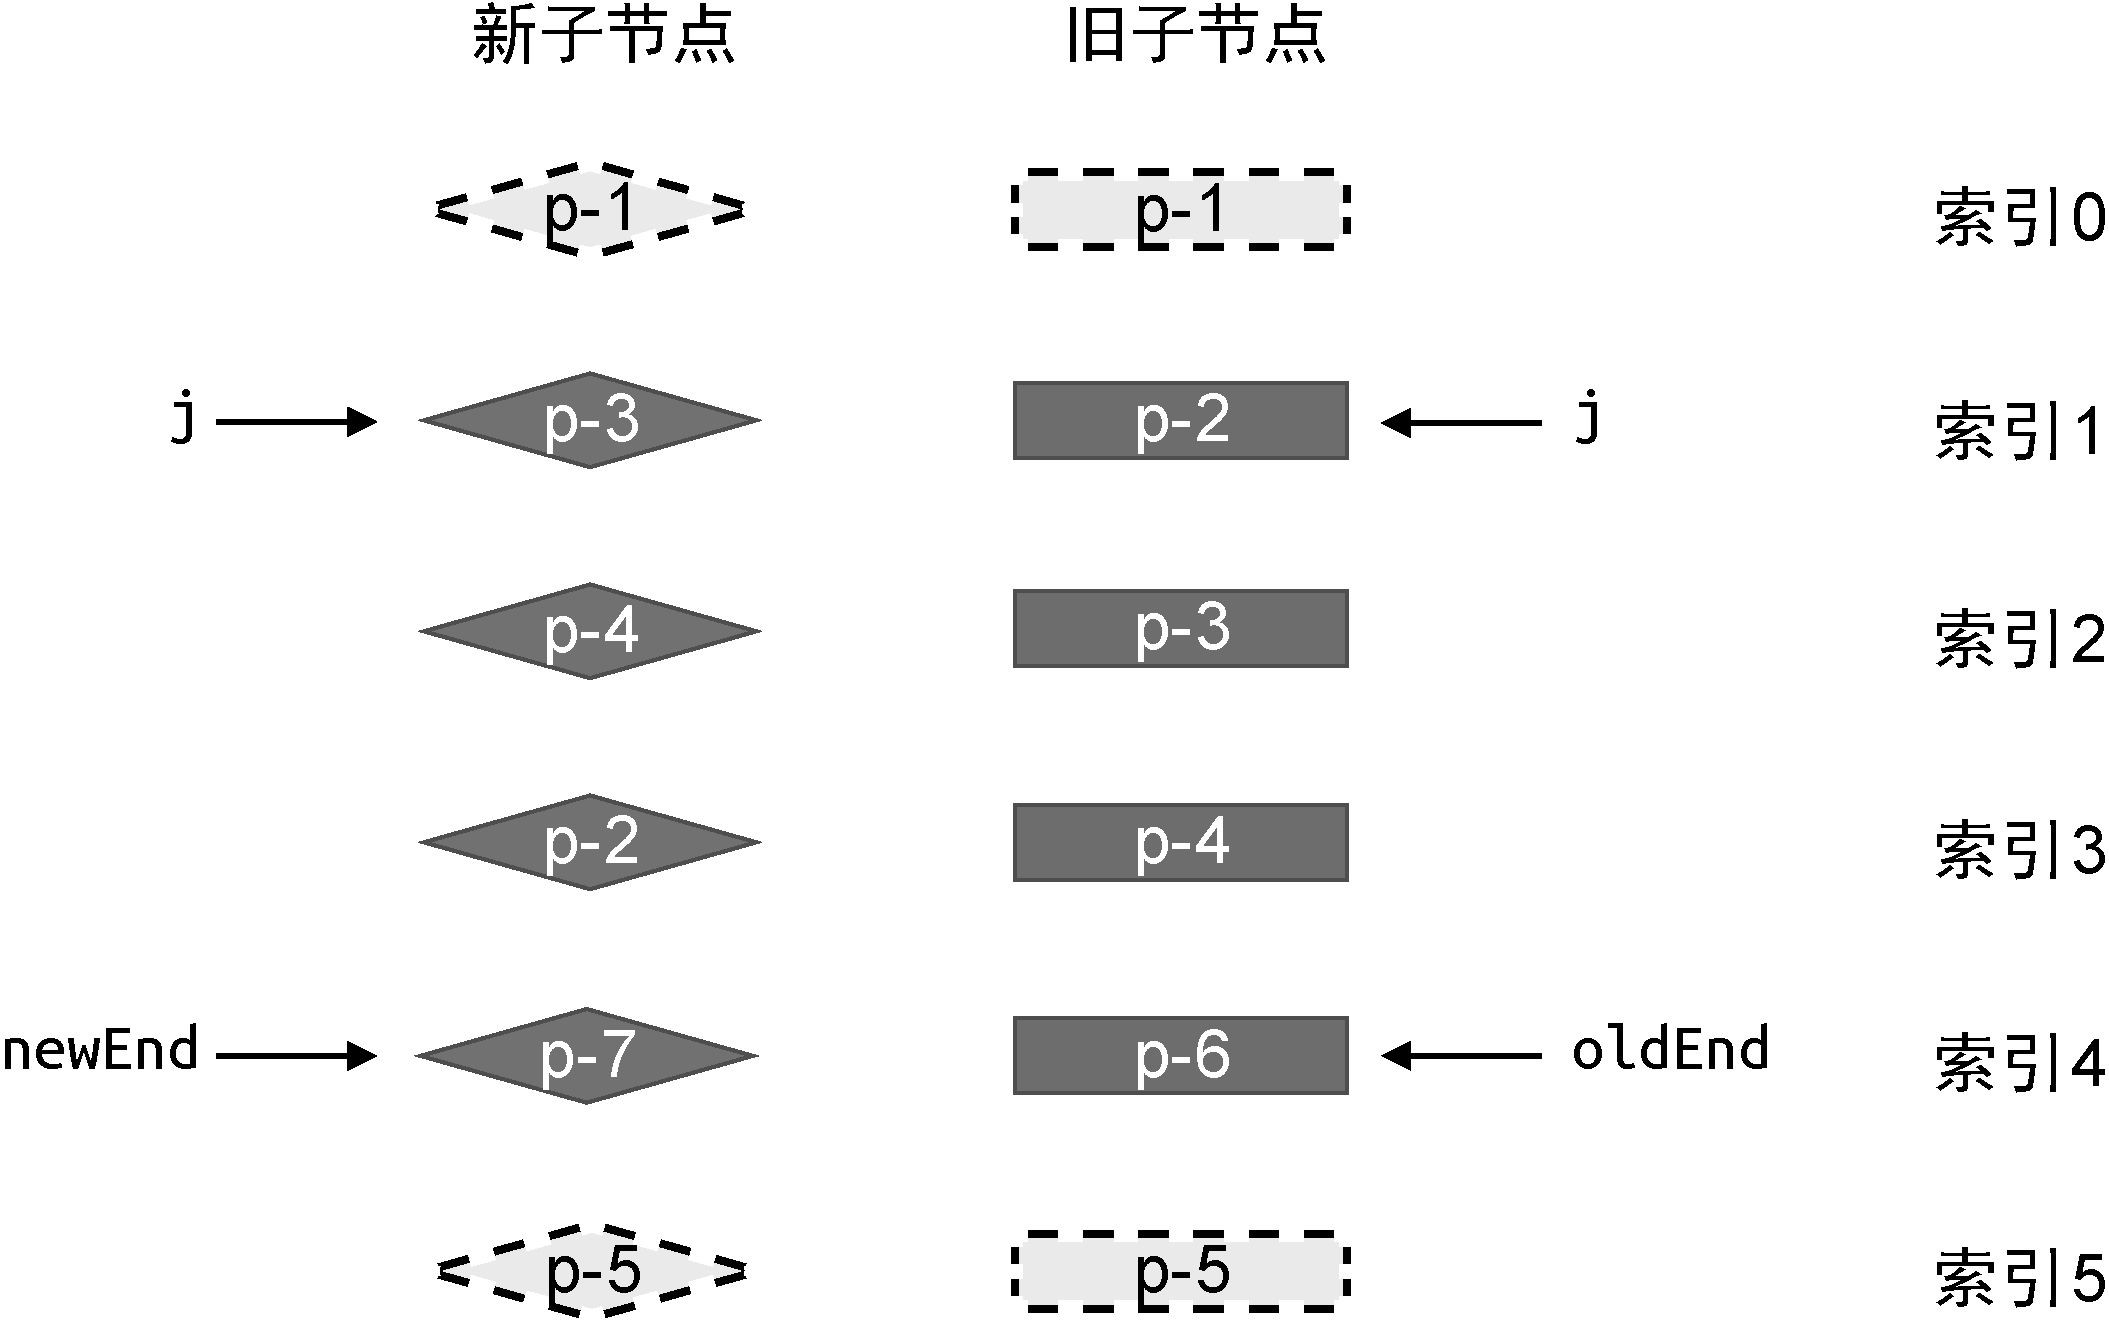 新子节点 旧子节点
p-1 p-1 索引0
j p-3 p-2 j 索引1
p-4 p-3 索引2
p-2 p-4 索引3
newEnd p-7 p-6 oldEnd 索引4
p-5 p-5 索引5